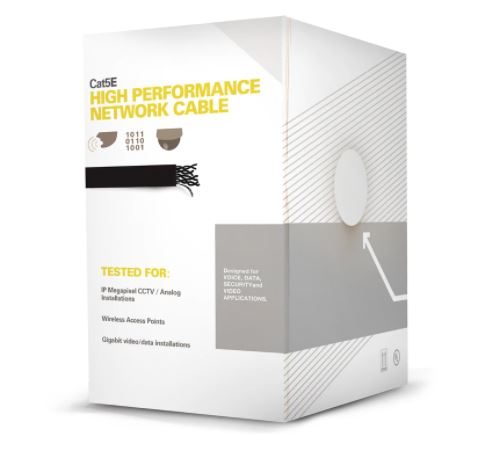 Cat5E
HIGH PERFORMANCE
NETWORK CABLE
1011
0110
1001
TESTED FOR:
IP Megapixel CCTV / Analog
Installations
Wireless Access Points
Gigabit video/data installations
Designed for
VOICE, DATA,
SECURITYand
VIDEO
APPLICATIONS.